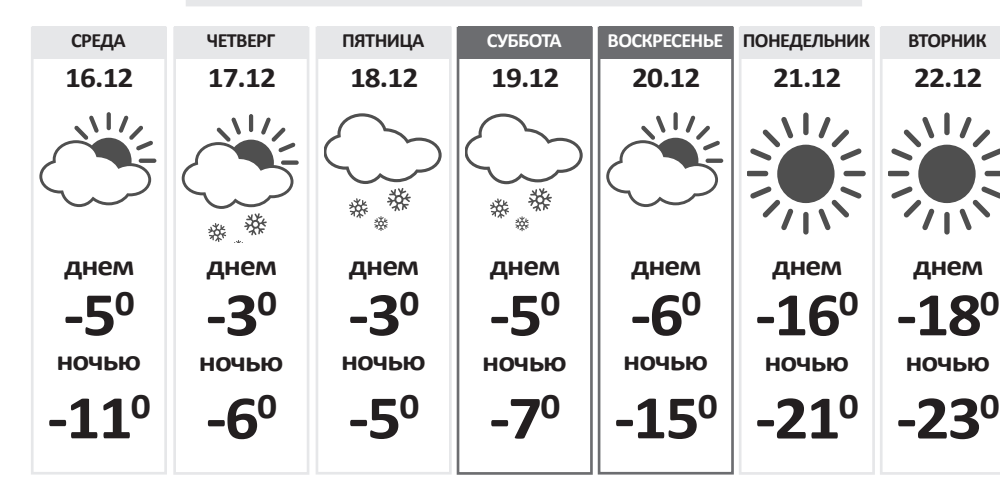 СРЕДА
16.12
днем
-5⁰
ночью
-11⁰
ЧЕТВЕРГ
17.12
днем
-3⁰
ночью
-6⁰
ПЯТНИЦА
18.12
днем
-3⁰
ночью
-5⁰
СУББОТА
19.12
днем
-5⁰
ночью
-7⁰
ВОСКРЕСЕНЬЕ
20.12
днем
-6⁰
ночью
-15⁰
ПОНЕДЕЛЬНИК
21.12
днем
-16⁰
ночью
-21⁰
ВТОРНИК
22.12
днем
-18⁰
ночью
-23⁰